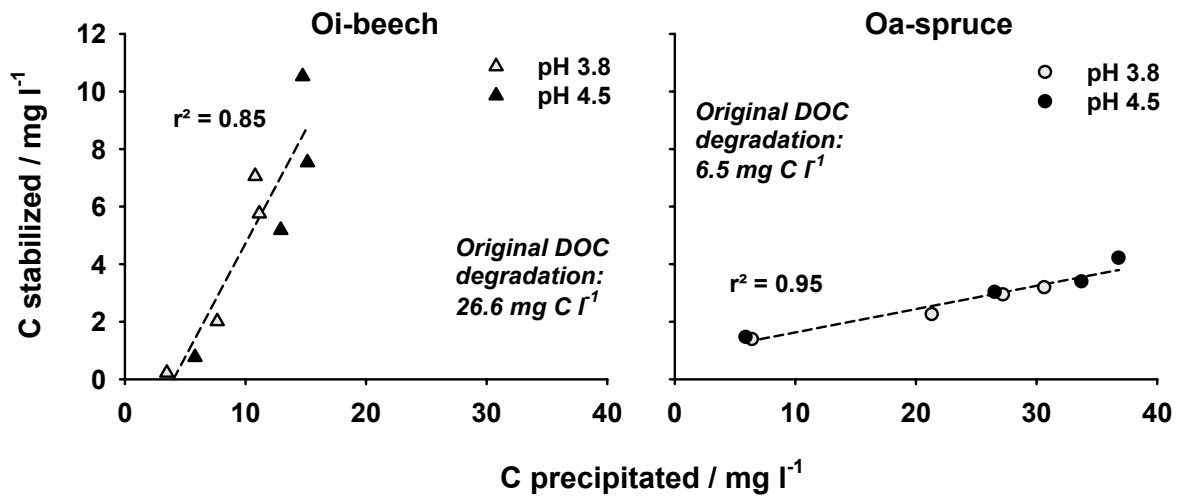 Oi-beech
Oa-spruce
C stabilized / mg l⁻¹
12
10
8
6
4
2
0
r² = 0.85
pH 3.8
pH 4.5
Original DOC
degradation:
26.6 mg C l⁻¹
0 10 20 30 40
pH 3.8
pH 4.5
Original DOC
degradation:
6.5 mg C l⁻¹
r² = 0.95
0 10 20 30 40
C precipitated / mg l⁻¹